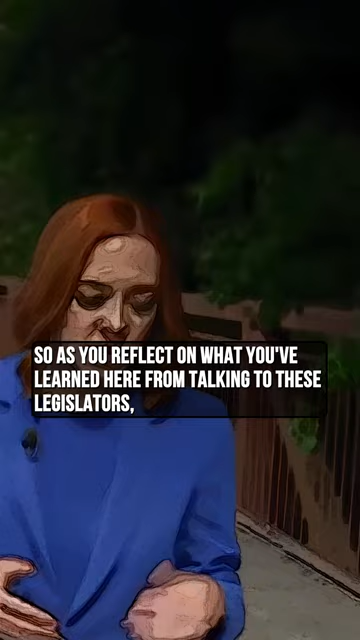 SO AS YOU REFLECT ON WHAT YOU'VE
LEARNED HERE FROM TALKING TO THESE
LEGISLATORS,